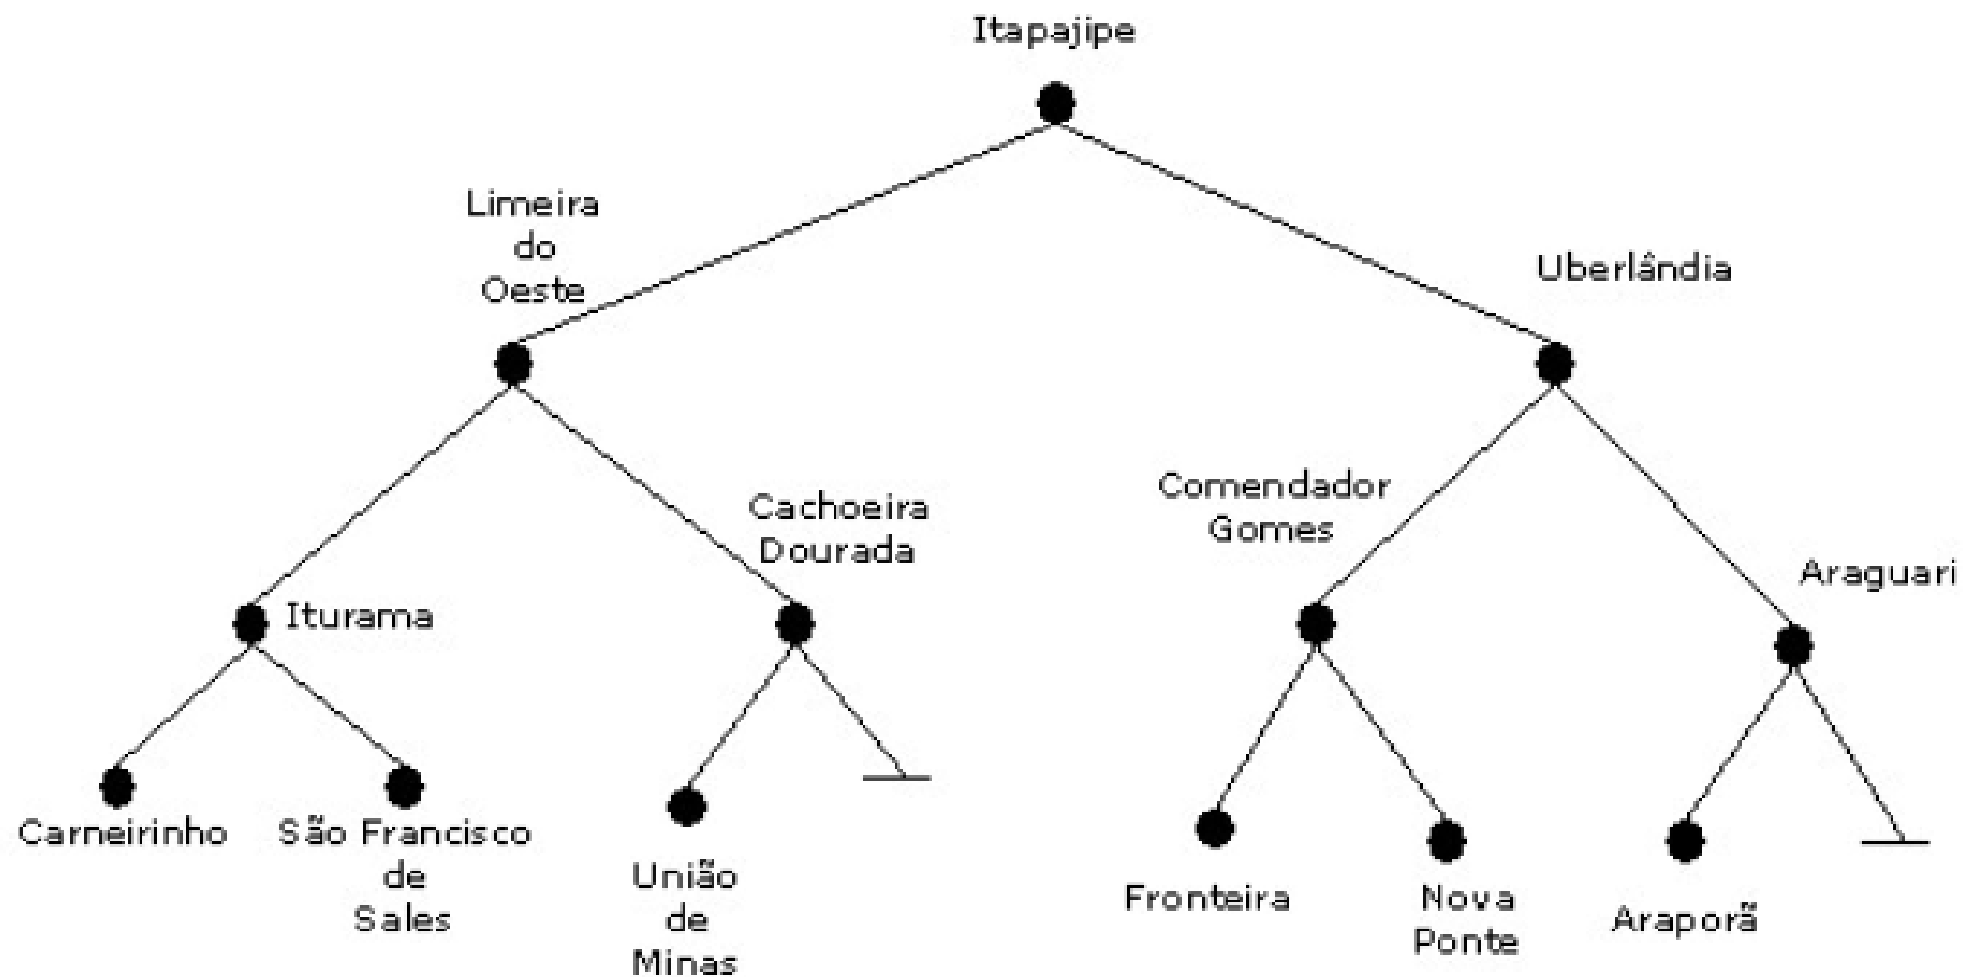 Itapajipe
Limeira
do
Oeste
Uberlândia
Comendador
Gomes
Cachoeira
Dourada
Araguari
Iturama
Carneirinho
São Francisco
de
Sales
União
de
Minas
Fronteira
Nova
Ponte
Araporã